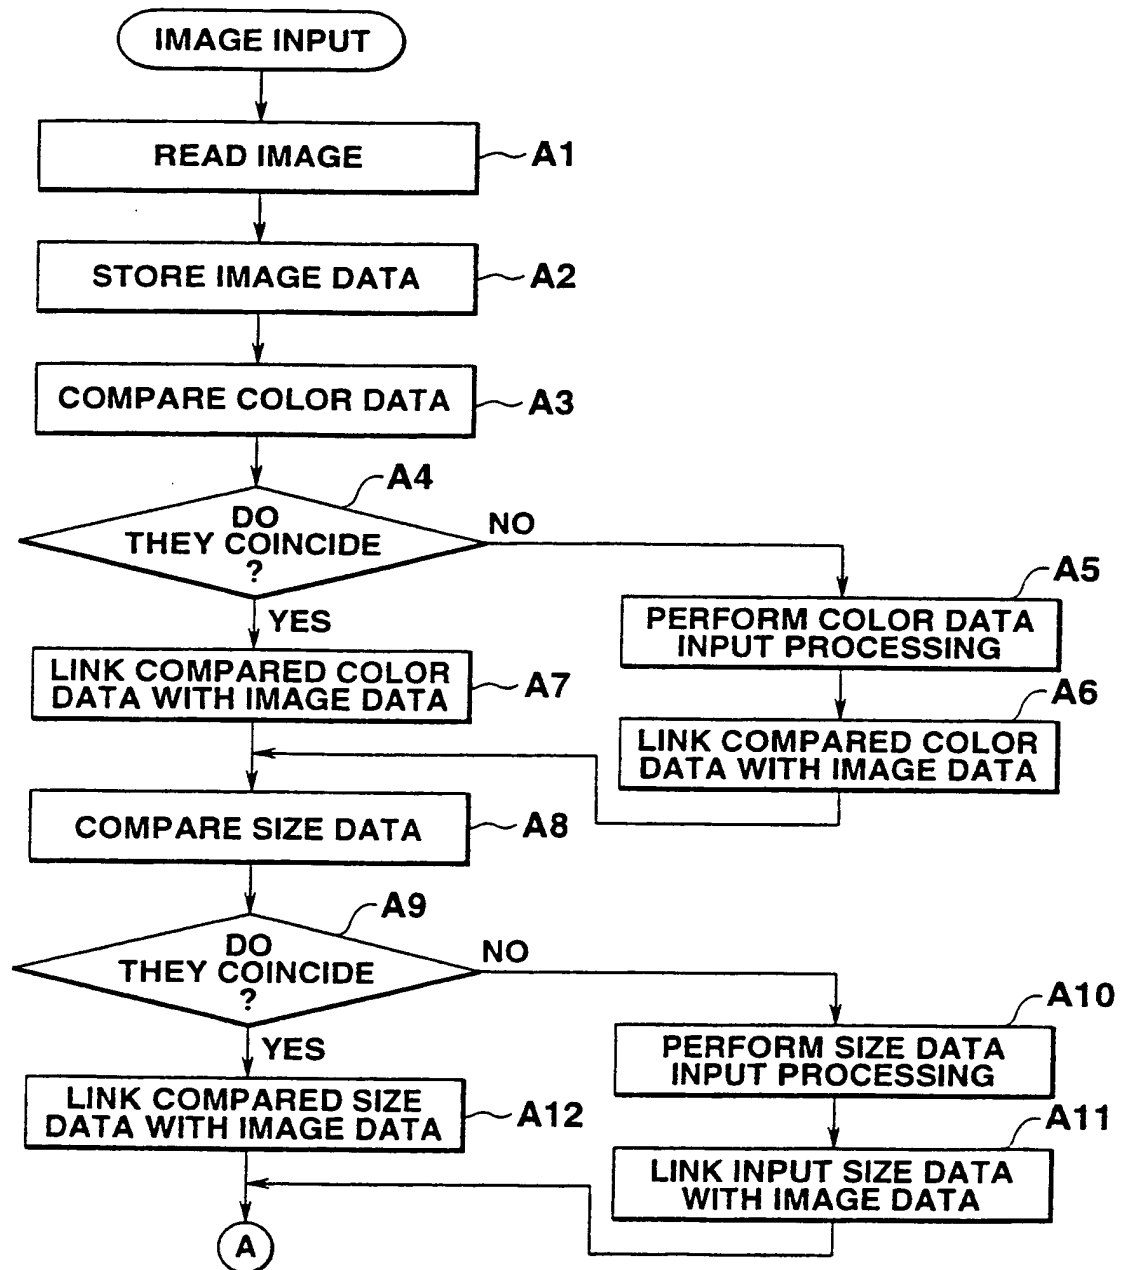 IMAGE INPUT
READ IMAGE
A1
STORE IMAGE DATA
A2
COMPARE COLOR DATA
A3
A4
DO
THEY COINCIDE
?
NO
YES
A5
PERFORM COLOR DATA
INPUT PROCESSING
LINK COMPARED COLOR
DATA WITH IMAGE DATA
A7
A6
LINK COMPARED COLOR
DATA WITH IMAGE DATA
COMPARE SIZE DATA
A8
A9
DO
THEY COINCIDE
?
NO
YES
A10
PERFORM SIZE DATA
INPUT PROCESSING
LINK COMPARED SIZE
DATA WITH IMAGE DATA
A12
A11
LINK INPUT SIZE DATA
WITH IMAGE DATA
A